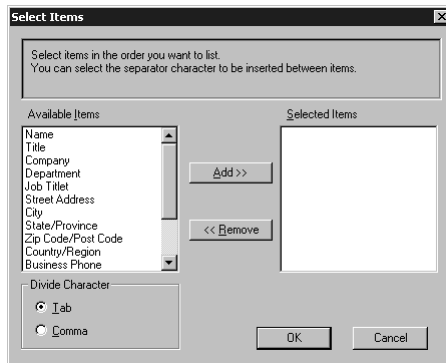 Select Items
Select items in the order you want to list.
You can select the separator character to be inserted between items.
Available Items
Selected Items
Name
Title
Company
Department
Job Titlet
Street Address
City
State/Province
Zip Code/Post Code
Country/Region
Business Phone
Add >>
<< Remove
Divide Character
Tab
Comma
OK
Cancel